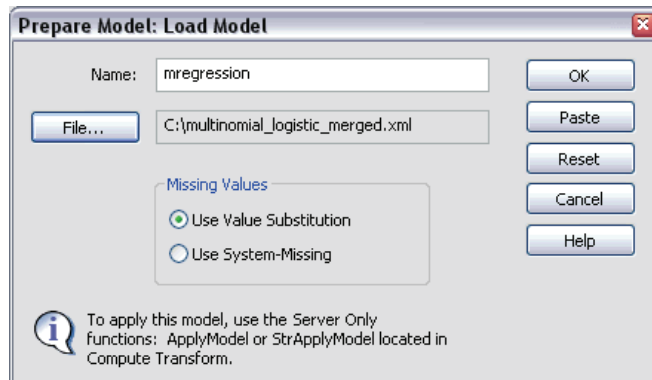 Prepare Model: Load Model
Name:
mregression
OK
File...
C:\multinomial_logistic_merged.xml
Paste
Reset
Missing Values
Cancel
Use Value Substitution
Use System-Missing
Help
To apply this model, use the Server Only
functions: ApplyModel or StrApplyModel located in
Compute Transform.